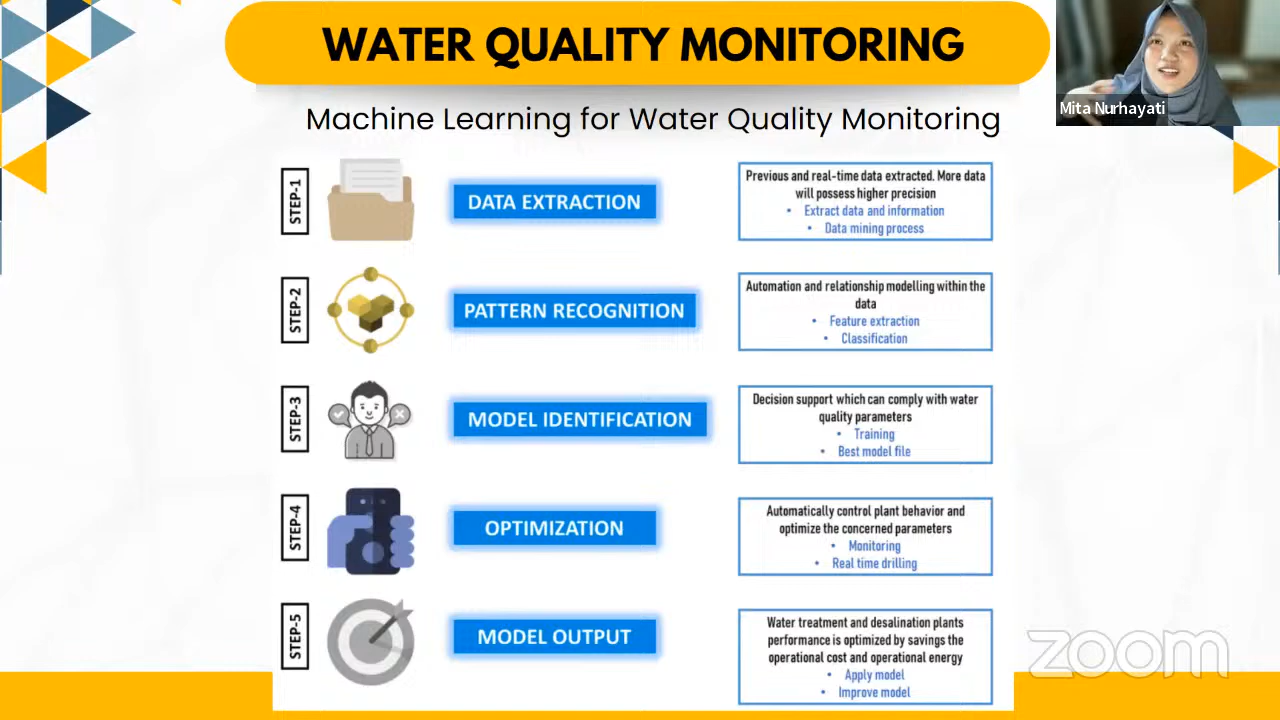 WATER QUALITY MONITORING
Mita Nurhayati
Machine Learning for Water Quality Monitoring
STEP-1
DATA EXTRACTION
Previous and real-time data extracted. More data
will possess higher precision
• Extract data and information
• Data mining process
STEP-2
PATTERN RECOGNITION
Automation and relationship modelling within the
data
• Feature extraction
• Classification
STEP-3
MODEL IDENTIFICATION
Decision support which can comply with water
quality parameters
• Training
• Best model file
STEP-4
OPTIMIZATION
Automatically control plant behavior and
optimize the concerned parameters
• Monitoring
• Real time drilling
STEP-5
MODEL OUTPUT
Water treatment and desalination plants
performance is optimized by savings the
operational cost and operational energy
• Apply model
• Improve model
zoom